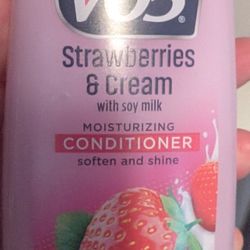 VO5
Strawberries
& Cream
with soy milk
MOISTURIZING
CONDITIONER
soften and shine